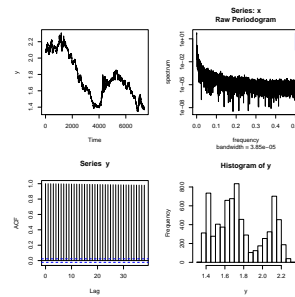 Series: x
Raw Periodogram
y
1.4 1.6 1.8 2.0 2.2
0 2000 4000 6000
Time
spectrum
1e-08 1e-05 1e-02 1e+01
0.0 0.1 0.2 0.3 0.4 0.5
frequency
bandwidth = 3.85e-05
Series y
ACF
0.0 0.2 0.4 0.6 0.8 1.0
0 10 20 30
Lag
Histogram of y
Frequency
0 200 400 600 800
1.4 1.6 1.8 2.0 2.2
y